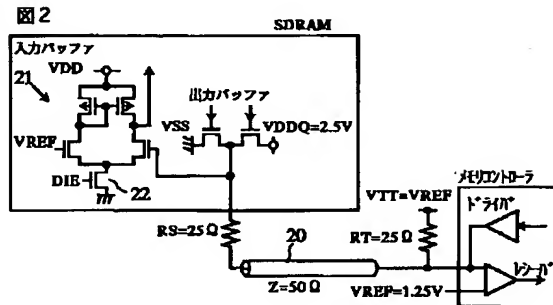 図2
SDRAM
入力バッファ
VDD
21
出力バッファ
VSS
VDDQ=2.5V
VREF
DIE
22
RS=25Ω
20
Z=50Ω
VTT=VREF
RT=25Ω
メモリコントローラ
ドライバ
レシーバ
VREF=1.25V